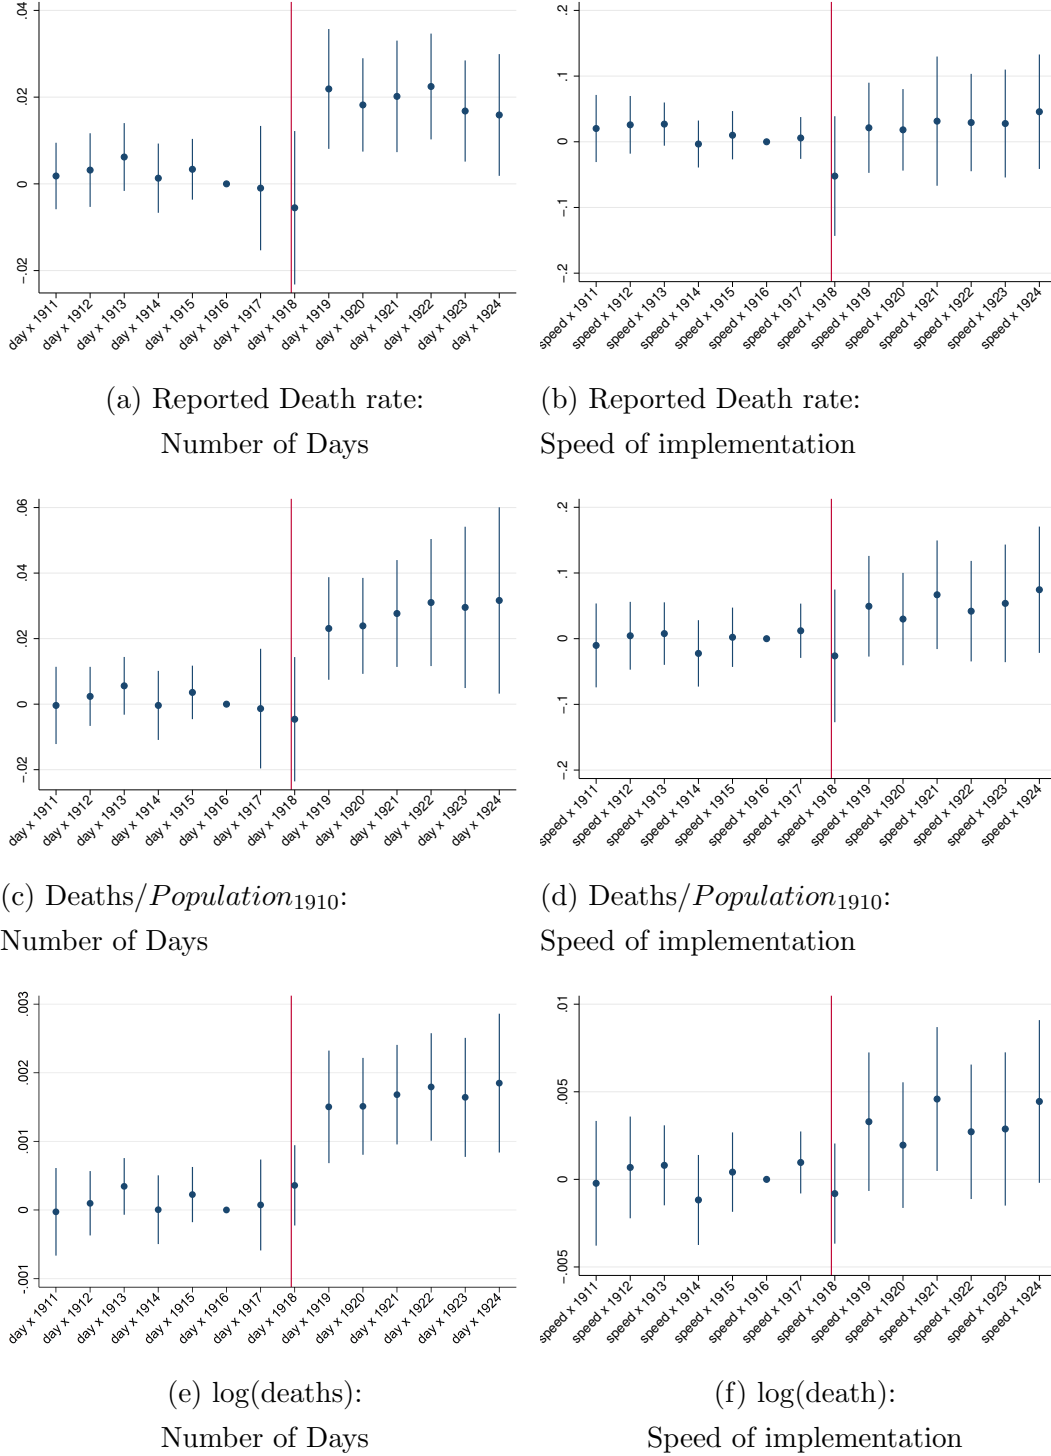 .04
.02
0
-.02
day x 1911
day x 1912
day x 1913
day x 1914
day x 1915
day x 1916
day x 1917
day x 1918
day x 1919
day x 1920
day x 1921
day x 1922
day x 1923
day x 1924
(a) Reported Death rate:
Number of Days
.2
.1
0
-.1
-.2
speed x 1911
speed x 1912
speed x 1913
speed x 1914
speed x 1915
speed x 1916
speed x 1917
speed x 1918
speed x 1919
speed x 1920
speed x 1921
speed x 1922
speed x 1923
speed x 1924
(b) Reported Death rate:
Speed of implementation
.06
.04
.02
0
-.02
day x 1911
day x 1912
day x 1913
day x 1914
day x 1915
day x 1916
day x 1917
day x 1918
day x 1919
day x 1920
day x 1921
day x 1922
day x 1923
day x 1924
(c) Deaths/Population1910:
Number of Days
.2
.1
0
-.1
-.2
speed x 1911
speed x 1912
speed x 1913
speed x 1914
speed x 1915
speed x 1916
speed x 1917
speed x 1918
speed x 1919
speed x 1920
speed x 1921
speed x 1922
speed x 1923
speed x 1924
(d) Deaths/Population1910:
Speed of implementation
.003
.002
.001
0
-.001
day x 1911
day x 1912
day x 1913
day x 1914
day x 1915
day x 1916
day x 1917
day x 1918
day x 1919
day x 1920
day x 1921
day x 1922
day x 1923
day x 1924
(e) log(deaths):
Number of Days
.01
.005
0
-.005
speed x 1911
speed x 1912
speed x 1913
speed x 1914
speed x 1915
speed x 1916
speed x 1917
speed x 1918
speed x 1919
speed x 1920
speed x 1921
speed x 1922
speed x 1923
speed x 1924
(f) log(death):
Speed of implementation